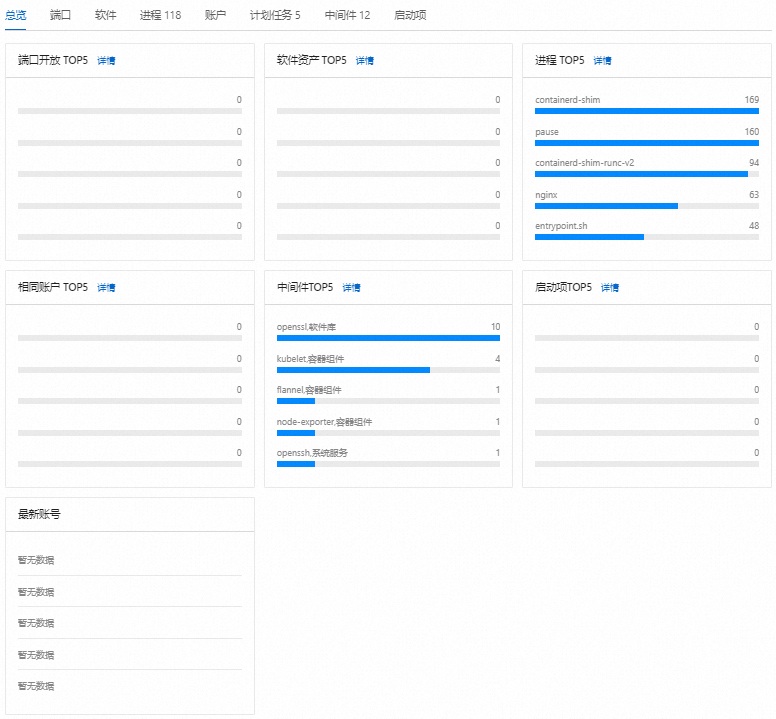 总览 端口 软件 进程 118 账户 计划任务 5 中间件 12 启动项
端口开放 TOP5 详情
0
0
0
0
0
软件资产 TOP5 详情
0
0
0
0
0
进程 TOP5 详情
containerd-shim 169
pause 160
containerd-shim-runc-v2 94
nginx 63
entrypoint.sh 48
相同账户 TOP5 详情
0
0
0
0
0
中间件TOP5 详情
openssl,软件库 10
kubelet,容器组件 4
flannel,容器组件 1
node-exporter,容器组件 1
openssh,系统服务 1
启动项TOP5 详情
0
0
0
0
0
最新账号
暂无数据
暂无数据
暂无数据
暂无数据
暂无数据